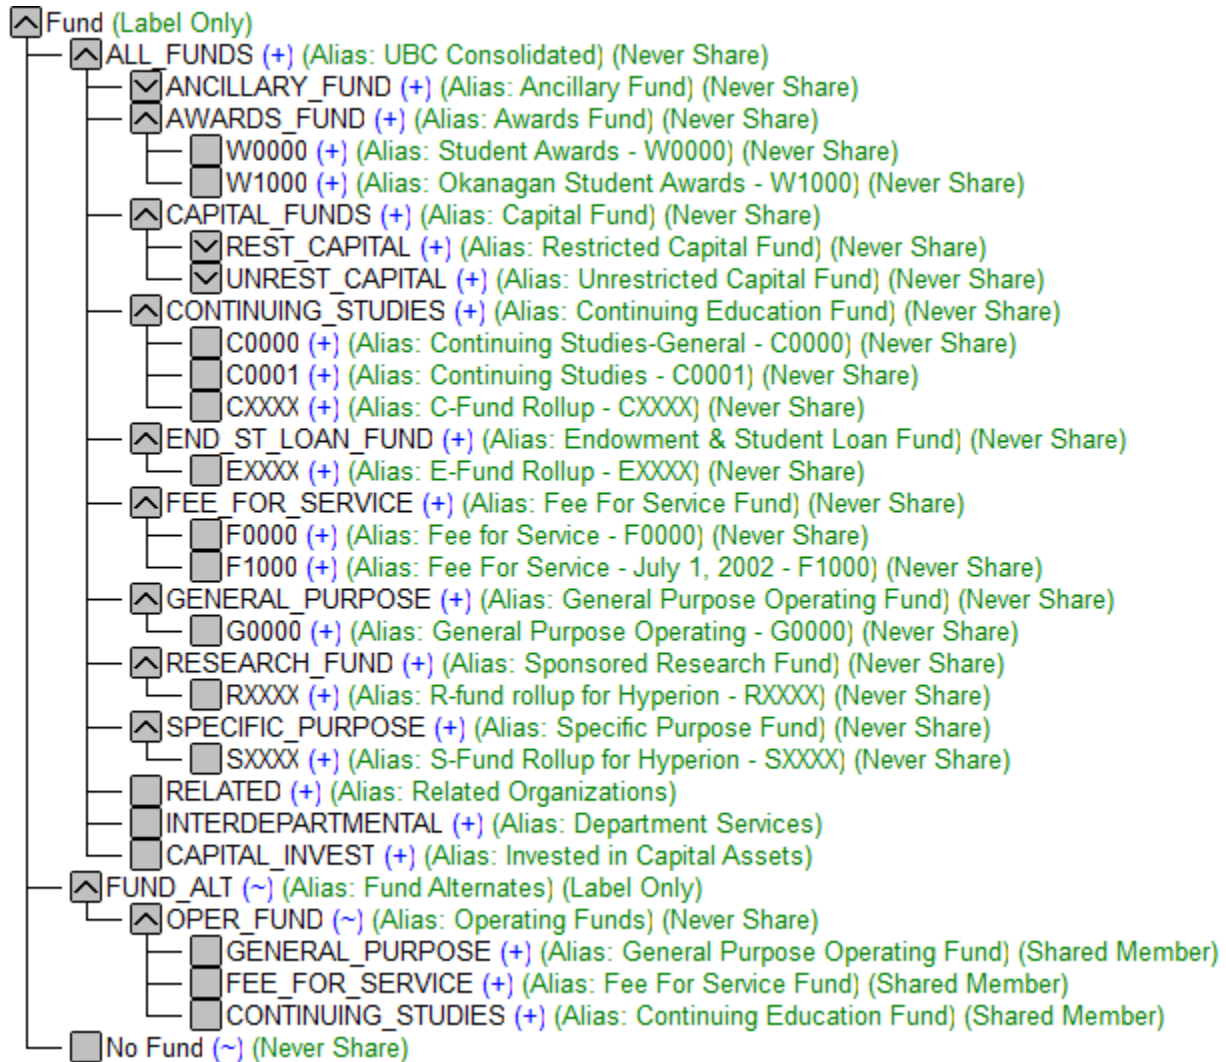 Fund (Label Only)
ALL_FUNDS (+) (Alias: UBC Consolidated) (Never Share)
ANCILLARY_FUND (+) (Alias: Ancillary Fund) (Never Share)
AWARDS_FUND (+) (Alias: Awards Fund) (Never Share)
W0000 (+) (Alias: Student Awards - W0000) (Never Share)
W1000 (+) (Alias: Okanagan Student Awards - W1000) (Never Share)
CAPITAL_FUNDS (+) (Alias: Capital Fund) (Never Share)
REST_CAPITAL (+) (Alias: Restricted Capital Fund) (Never Share)
UNREST_CAPITAL (+) (Alias: Unrestricted Capital Fund) (Never Share)
CONTINUING_STUDIES (+) (Alias: Continuing Education Fund) (Never Share)
C0000 (+) (Alias: Continuing Studies-General - C0000) (Never Share)
C0001 (+) (Alias: Continuing Studies - C0001) (Never Share)
CXXXX (+) (Alias: C-Fund Rollup - CXXXX) (Never Share)
END_ST_LOAN_FUND (+) (Alias: Endowment & Student Loan Fund) (Never Share)
EXXXX (+) (Alias: E-Fund Rollup - EXXXX) (Never Share)
FEE_FOR_SERVICE (+) (Alias: Fee For Service Fund) (Never Share)
F0000 (+) (Alias: Fee for Service - F0000) (Never Share)
F1000 (+) (Alias: Fee For Service - July 1, 2002 - F1000) (Never Share)
GENERAL_PURPOSE (+) (Alias: General Purpose Operating Fund) (Never Share)
G0000 (+) (Alias: General Purpose Operating - G0000) (Never Share)
RESEARCH_FUND (+) (Alias: Sponsored Research Fund) (Never Share)
RXXXX (+) (Alias: R-fund rollup for Hyperion - RXXXX) (Never Share)
SPECIFIC_PURPOSE (+) (Alias: Specific Purpose Fund) (Never Share)
SXXXX (+) (Alias: S-Fund Rollup for Hyperion - SXXXX) (Never Share)
RELATED (+) (Alias: Related Organizations)
INTERDEPARTMENTAL (+) (Alias: Department Services)
CAPITAL_INVEST (+) (Alias: Invested in Capital Assets)
FUND_ALT (~) (Alias: Fund Alternates) (Label Only)
OPER_FUND (~) (Alias: Operating Funds) (Never Share)
GENERAL_PURPOSE (+) (Alias: General Purpose Operating Fund) (Shared Member)
FEE_FOR_SERVICE (+) (Alias: Fee For Service Fund) (Shared Member)
CONTINUING_STUDIES (+) (Alias: Continuing Education Fund) (Shared Member)
No Fund (~) (Never Share)